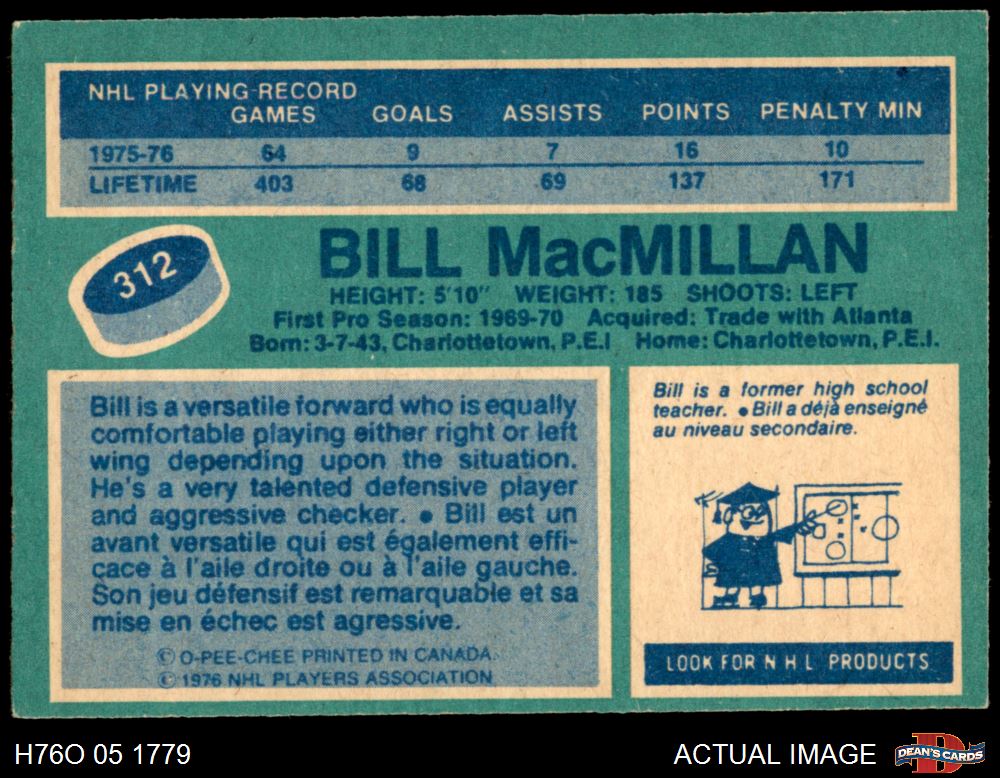 NHL PLAYING RECORD
GAMES GOALS ASSISTS POINTS PENALTY MIN
1975-76 64 9 7 16 10
LIFETIME 403 68 69 137 171
312
BILL MacMILLAN
HEIGHT: 5'10" WEIGHT: 185 SHOOTS: LEFT
First Pro Season: 1969-70 Acquired: Trade with Atlanta
Born: 3-7-43, Charlottetown, P.E.I Home: Charlottetown, P.E.I.
Bill is a versatile forward who is equally
comfortable playing either right or left
wing depending upon the situation.
He's a very talented defensive player
and aggressive checker. ● Bill est un
avant versatile qui est également effi-
cace à l'aile droite ou à l'aile gauche.
Son jeu défensif est remarquable et sa
mise en échec est agressive.
© O-PEE-CHEE PRINTED IN CANADA
© 1976 NHL PLAYERS ASSOCIATION
Bill is a former high school
teacher. ● Bill a déjà enseigné
au niveau secondaire.
LOOK FOR N H L PRODUCTS
H76O 05 1779
ACTUAL IMAGE
D
DEAN'S CARDS